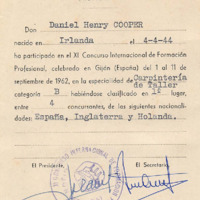 DON
Daniel Henry COOPER
nacido en Irlanda el 4-4-44
ha participado en el XI Concurso Internacional de Formación
Profesional, celebrado en Gijón (España) del 1 al 11
de septiembre de 1962, en la especialidad de Carpintería
de Taller
categoría B habiéndose clasificado en 1º lugar,
entre 4 concursantes, de las siguientes nacionali-
dades: España, Inglaterra y Holanda.
El Presidente, El Secretario,